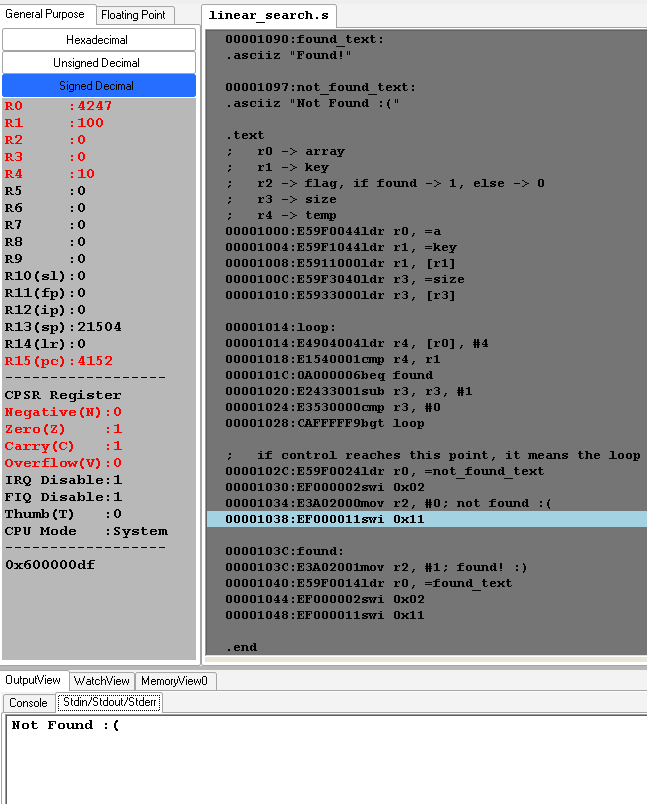 General Purpose
Floating Point
Hexadecimal
Unsigned Decimal
Signed Decimal
R0 :4247
R1 :100
R2 :0
R3 :0
R4 :10
R5 :0
R6 :0
R7 :0
R8 :0
R9 :0
R10(sl):0
R11(fp):0
R12(ip):0
R13(sp):21504
R14(lr):0
R15(pc):4152
------------------
CPSR Register
Negative(N):0
Zero(Z) :1
Carry(C) :1
Overflow(V):0
IRQ Disable:1
FIQ Disable:1
Thumb(T) :0
CPU Mode :System
------------------
0x600000df
linear_search.s
00001090:found_text:
.asciiz "Found!"
00001097:not_found_text:
.asciiz "Not Found :("
.text
; r0 -> array
; r1 -> key
; r2 -> flag, if found -> 1, else -> 0
; r3 -> size
; r4 -> temp
00001000:E59F0044ldr r0, =a
00001004:E59F1044ldr r1, =key
00001008:E5911000ldr r1, [r1]
0000100C:E59F3040ldr r3, =size
00001010:E5933000ldr r3, [r3]
00001014:loop:
00001014:E4904004ldr r4, [r0], #4
00001018:E1540001cmp r4, r1
0000101C:0A000006beq found
00001020:E2433001sub r3, r3, #1
00001024:E3530000cmp r3, #0
00001028:CAFFFFF9bgt loop
; if control reaches this point, it means the loop
0000102C:E59F0024ldr r0, =not_found_text
00001030:EF000002swi 0x02
00001034:E3A02000mov r2, #0; not found :(
00001038:EF000011swi 0x11
0000103C:found:
0000103C:E3A02001mov r2, #1; found! :)
00001040:E59F0014ldr r0, =found_text
00001044:EF000002swi 0x02
00001048:EF000011swi 0x11
.end
OutputView
WatchView
MemoryView0
Console
Stdin/Stdout/Stderr
Not Found :(